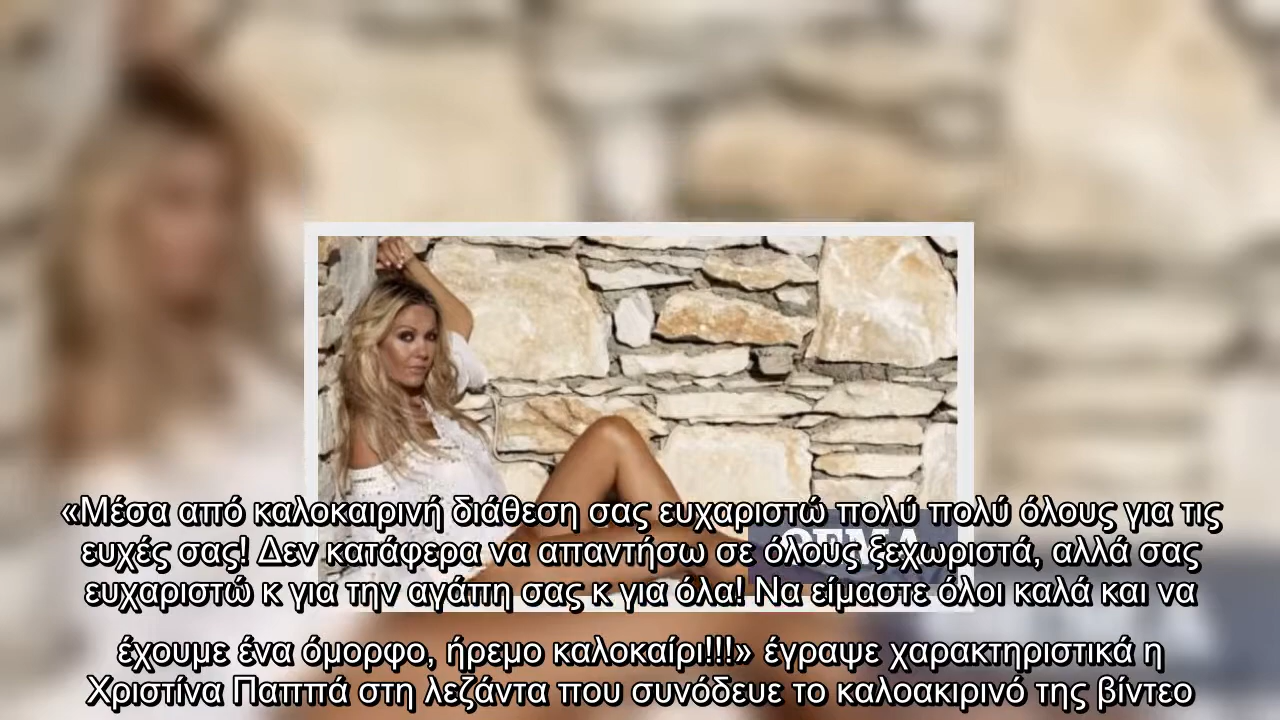 «Μέσα από καλοκαιρινή διάθεση σας ευχαριστώ πολύ πολύ όλους για τις
ευχές σας! Δεν κατάφερα να απαντήσω σε όλους ξεχωριστά, αλλά σας
ευχαριστώ κ για την αγάπη σας κ για όλα! Να είμαστε όλοι καλά και να
έχουμε ένα όμορφο, ήρεμο καλοκαίρι!!!» έγραψε χαρακτηριστικά η
Χριστίνα Παππά στη λεζάντα που συνόδευε το καλοακιρινό της βίντεο